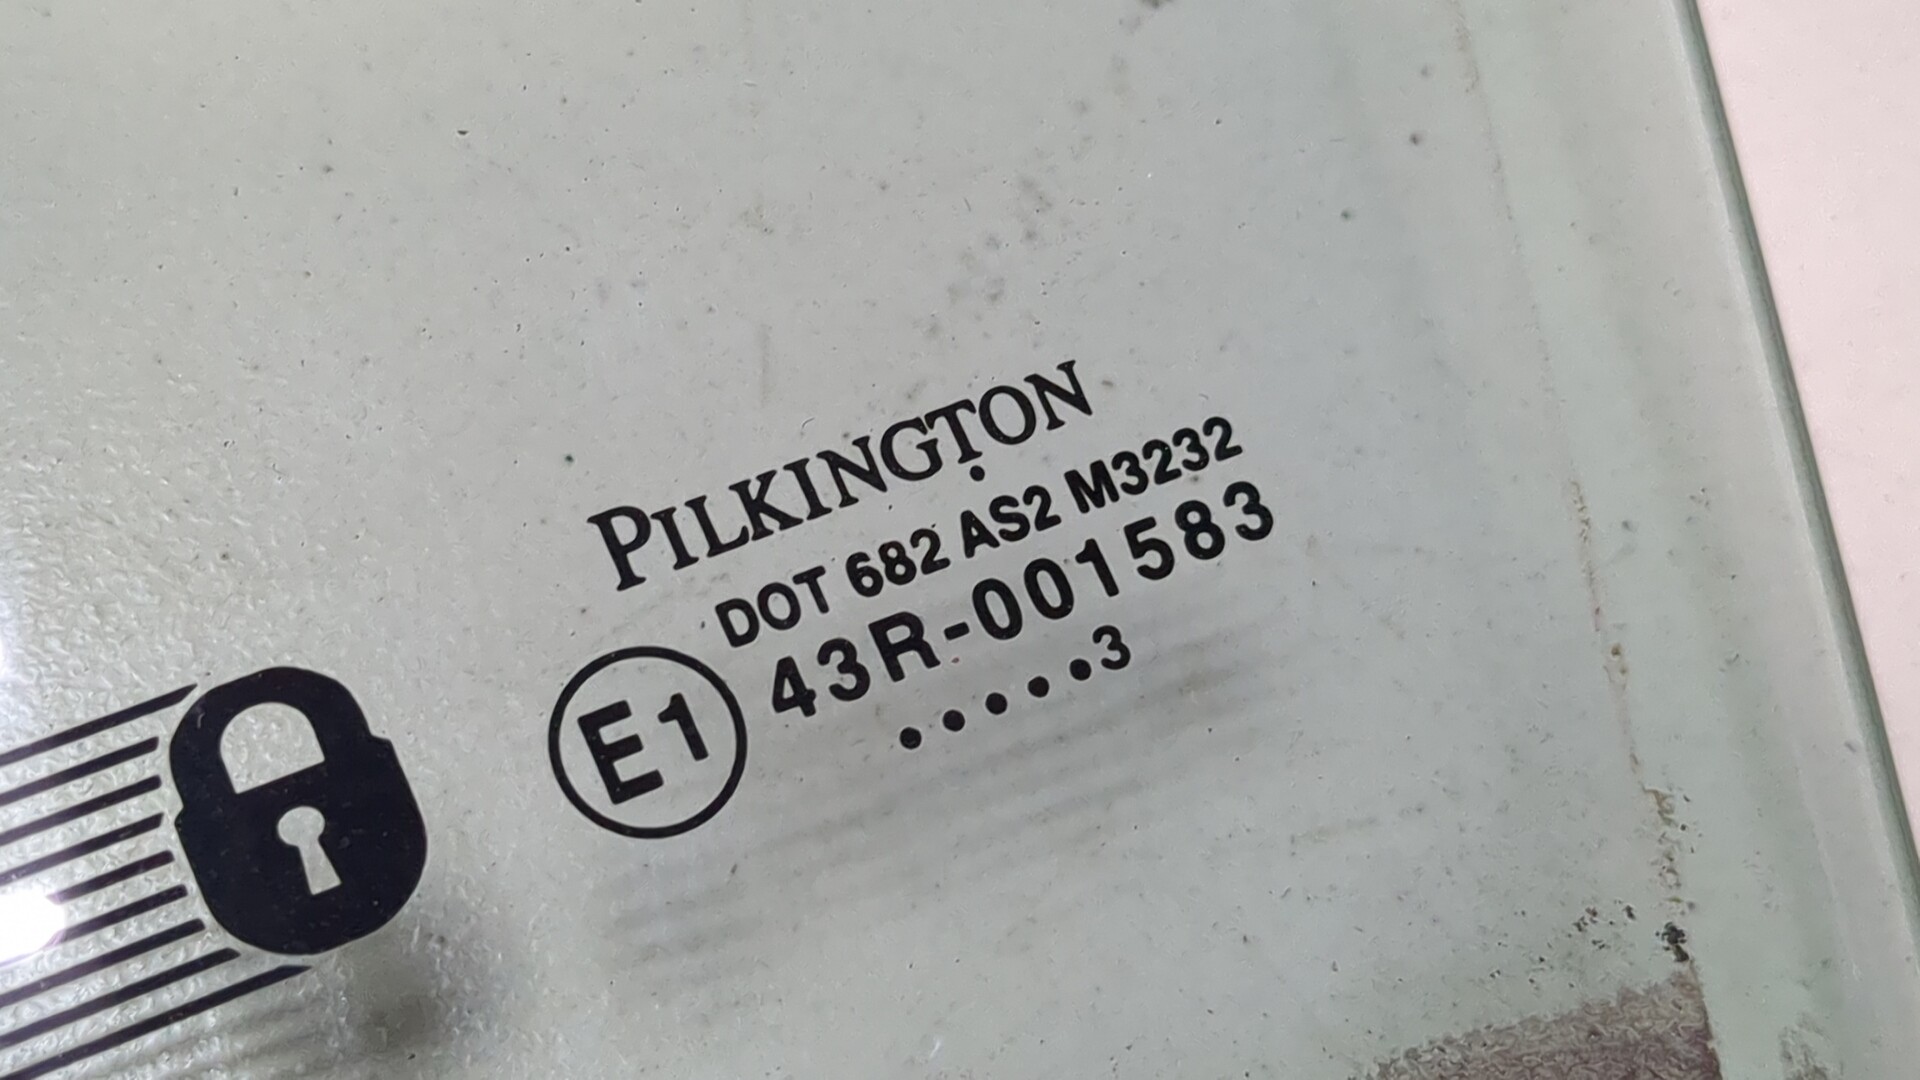 PILKINGTON
.
DOT 682 AS2 M3232
E1 43R-001583
•••••3